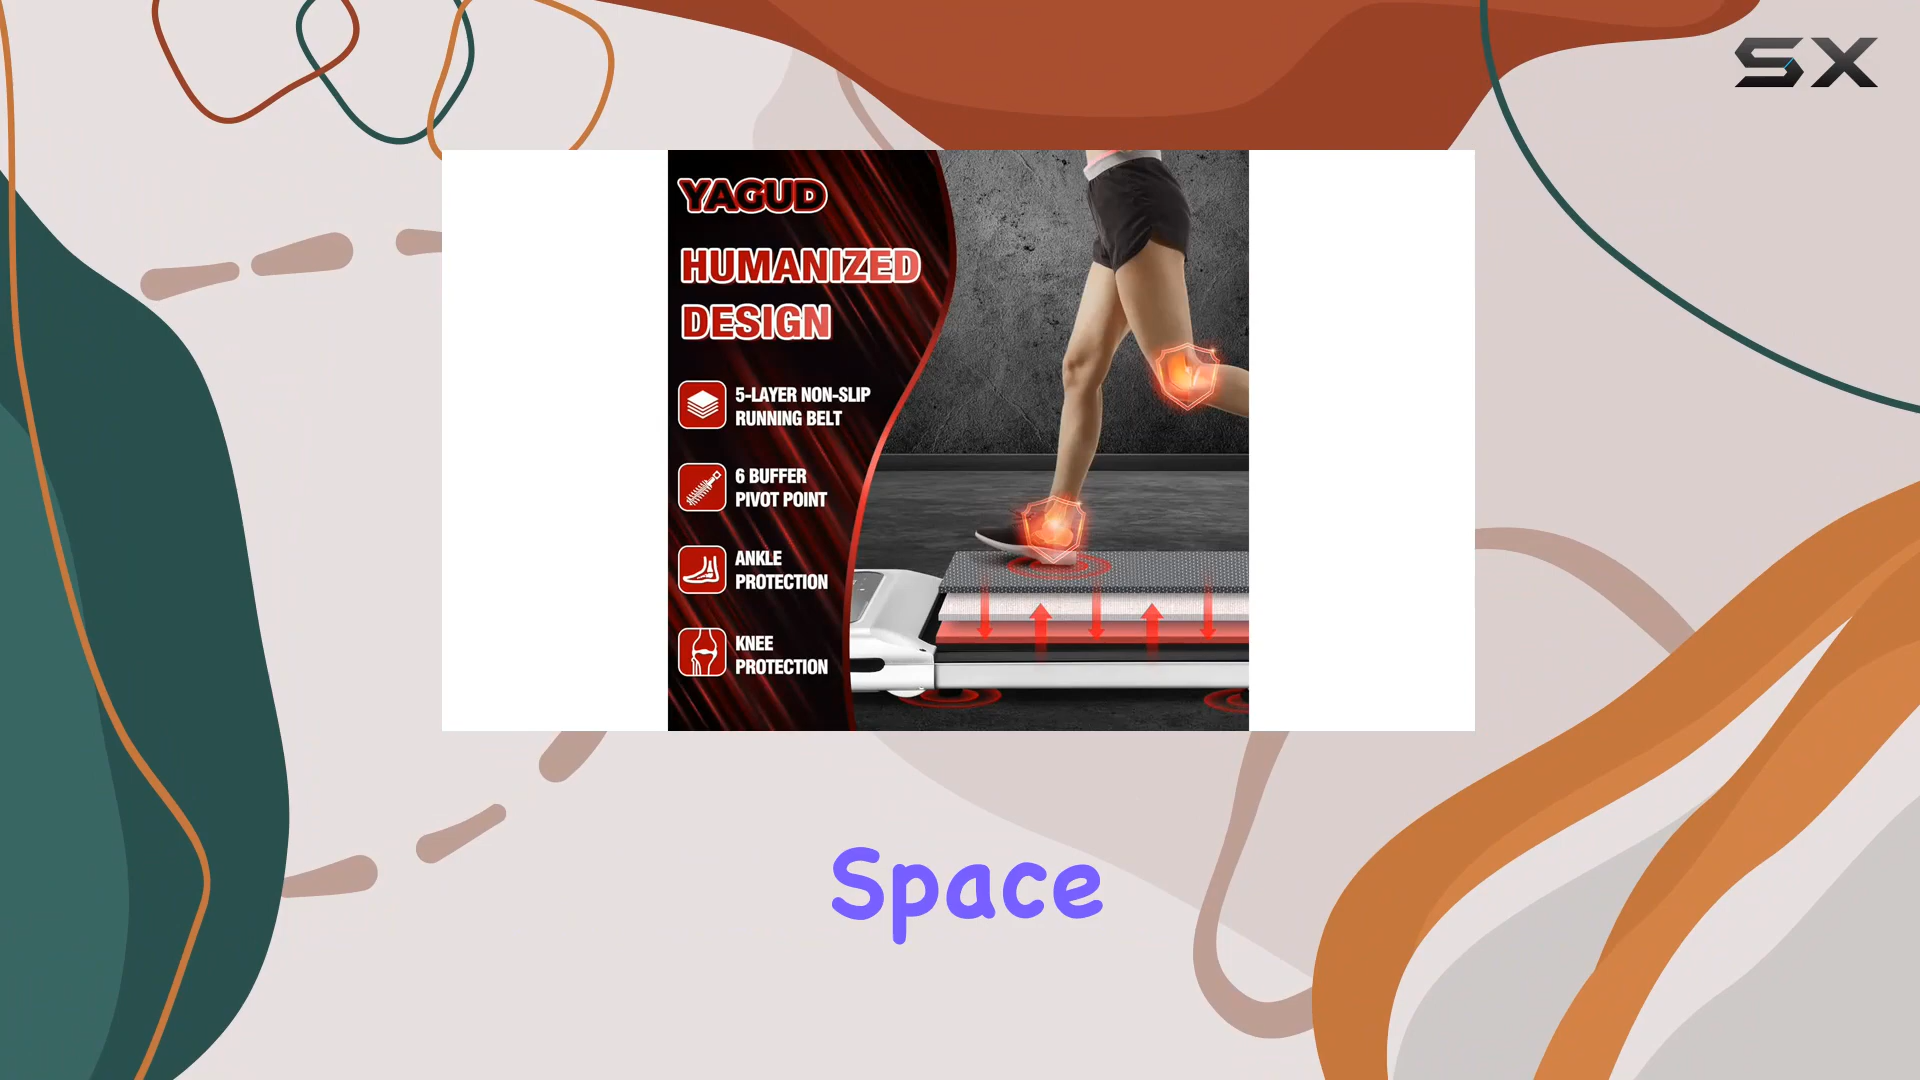 SX
YAGUD
HUMANIZED
DESIGN
5-LAYER NON-SLIP
RUNNING BELT
6 BUFFER
PIVOT POINT
ANKLE
PROTECTION
KNEE
PROTECTION
Space